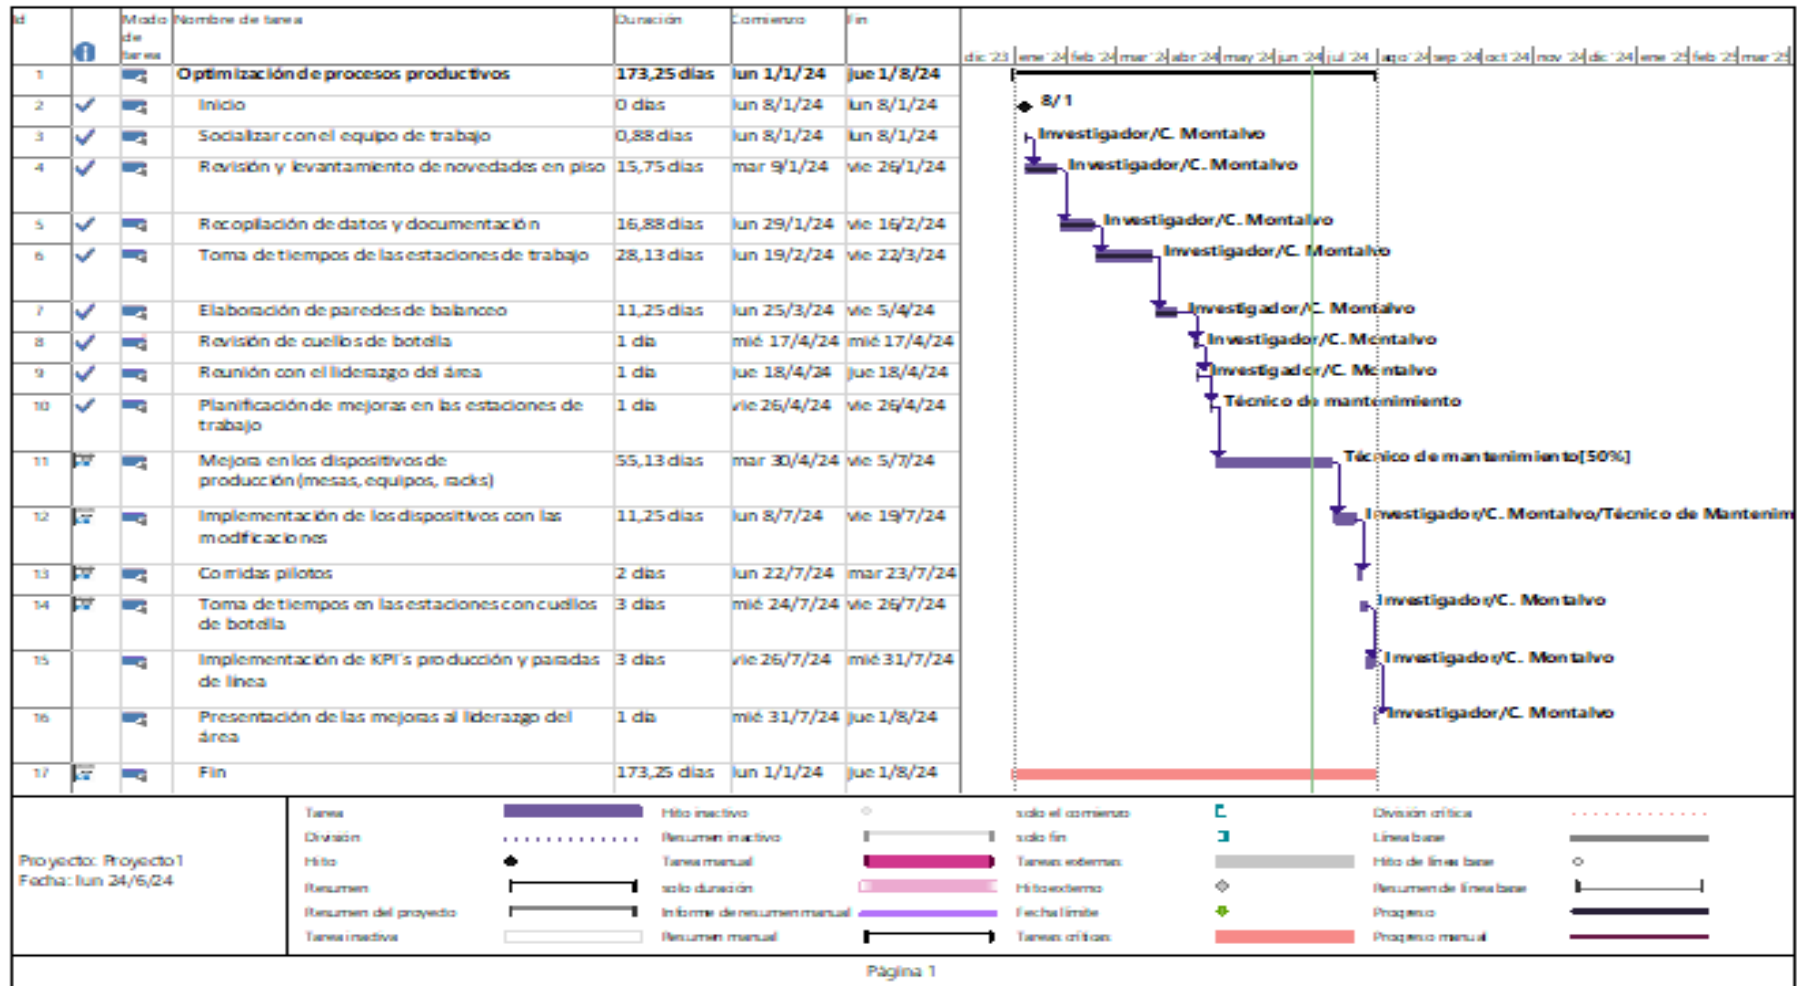 Id Modo de tarea Nombre de tarea Duración Comienzo Fin
dic '23 ene '24 feb '24 mar '24 abr '24 may '24 jun '24 jul '24 ago '24 sep '24 oct '24 nov '24 dic '24 ene '25 feb '25 mar '25
1 Optimización de procesos productivos 173,25 días lun 1/1/24 jue 1/8/24
2 Inicio 0 días lun 8/1/24 lun 8/1/24 8/1
3 Socializar con el equipo de trabajo 0,88 días lun 8/1/24 lun 8/1/24 Investigador/C. Montalvo
4 Revisión y levantamiento de novedades en piso 15,75 días mar 9/1/24 vie 26/1/24 Investigador/C. Montalvo
5 Recopilación de datos y documentación 16,88 días lun 29/1/24 vie 16/2/24 Investigador/C. Montalvo
6 Toma de tiempos de las estaciones de trabajo 28,13 días lun 19/2/24 vie 22/3/24 Investigador/C. Montalvo
7 Elaboración de paredes de balanceo 11,25 días lun 25/3/24 vie 5/4/24 Investigador/C. Montalvo
8 Revisión de cuellos de botella 1 día mié 17/4/24 mié 17/4/24 Investigador/C. Montalvo
9 Reunión con el liderazgo del área 1 día jue 18/4/24 jue 18/4/24 Investigador/C. Montalvo
10 Planificación de mejoras en las estaciones de 1 día vie 26/4/24 vie 26/4/24 Técnico de mantenimiento
trabajo
11 Mejora en los dispositivos de 55,13 días mar 30/4/24 vie 5/7/24 Técnico de mantenimiento[50%]
producción (mesas, equipos, racks)
12 Implementación de los dispositivos con las 11,25 días lun 8/7/24 vie 19/7/24 Investigador/C. Montalvo/Técnico de Mantenim
modificaciones
13 Corridas pilotos 2 días lun 22/7/24 mar 23/7/24
14 Toma de tiempos en las estaciones con cuellos 3 días mié 24/7/24 vie 26/7/24 Investigador/C. Montalvo
de botella
15 Implementación de KPI's producción y paradas 3 días vie 26/7/24 mié 31/7/24 Investigador/C. Montalvo
de línea
16 Presentación de las mejoras al liderazgo del 1 día mié 31/7/24 jue 1/8/24 Investigador/C. Montalvo
área
17 Fin 173,25 días lun 1/1/24 jue 1/8/24
Proyecto: Proyecto1
Fecha: lun 24/6/24
Tarea Hito inactivo solo el comienzo División crítica
División Resumen inactivo solo fin Línea base
Hito Tarea manual Tareas externas Hito de línea base
Resumen solo duración Hito externo Resumen de línea base
Resumen del proyecto Informe de resumen manual Fecha límite Progreso
Tarea inactiva Resumen manual Tareas críticas Progreso manual
Página 1